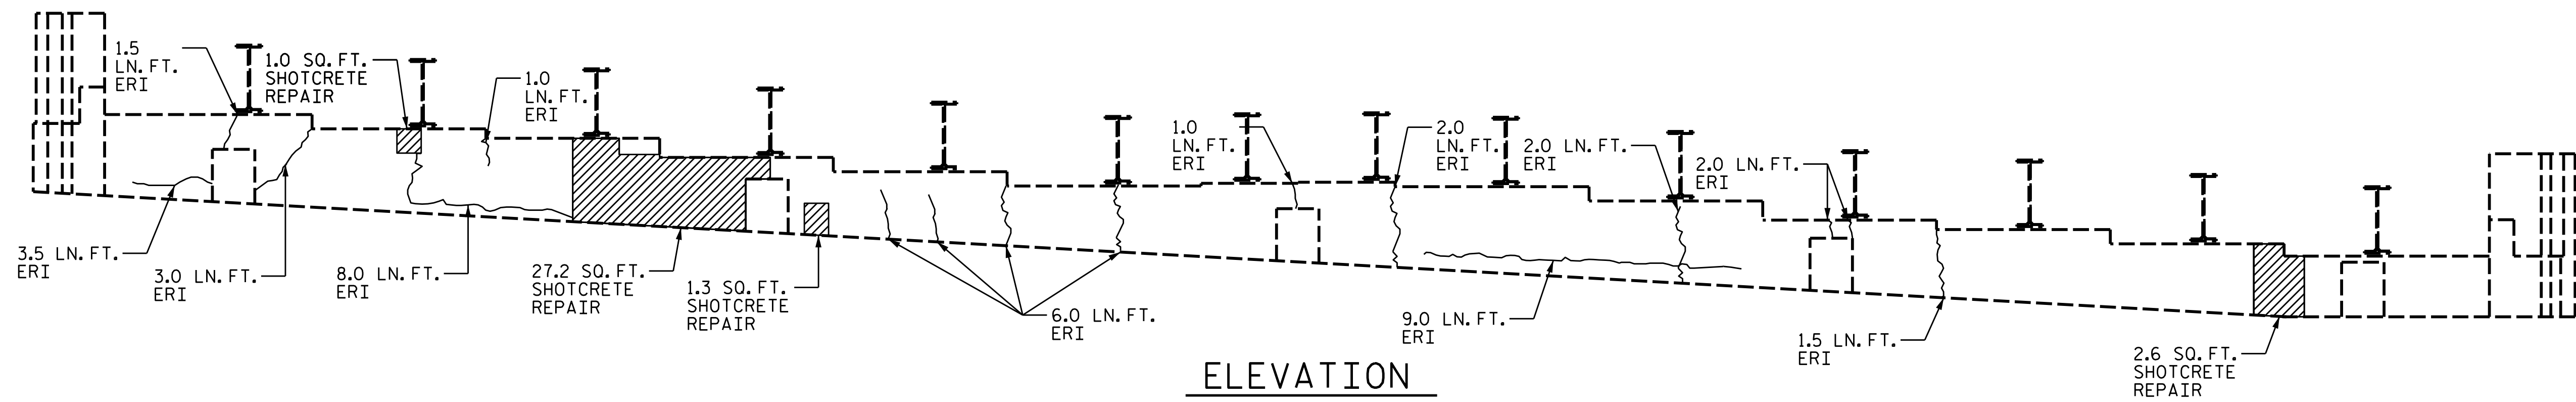 1.5
LN. FT.
ERI
1.0 SQ. FT.
SHOTCRETE
REPAIR
1.0
LN. FT.
ERI
1.0
LN. FT.
ERI
2.0
LN. FT.
ERI
2.0 LN. FT.
ERI
2.0 LN. FT.
ERI
3.5 LN. FT.
ERI
3.0 LN. FT.
ERI
8.0 LN. FT.
ERI
27.2 SQ. FT.
SHOTCRETE
REPAIR
1.3 SQ. FT.
SHOTCRETE
REPAIR
6.0 LN. FT.
ERI
9.0 LN. FT.
ERI
1.5 LN. FT.
ERI
2.6 SQ. FT.
SHOTCRETE
REPAIR
ELEVATION